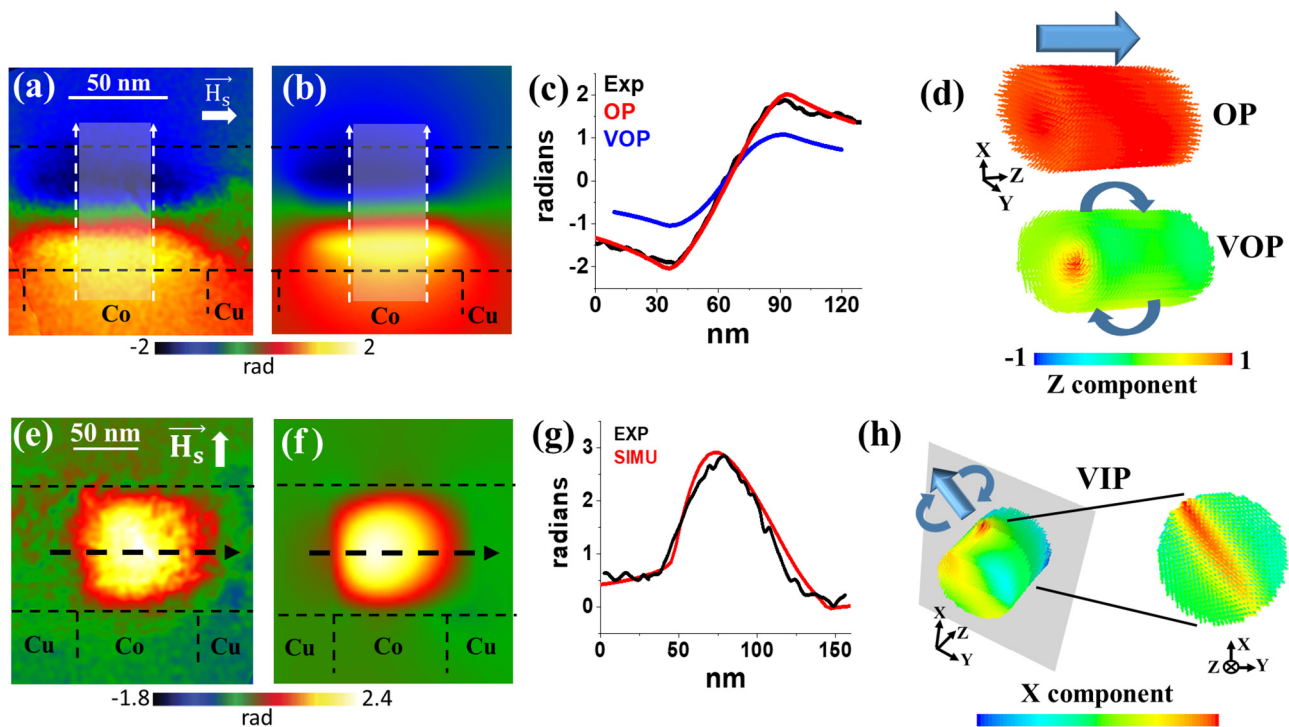 (a)
50 nm
H_s
Co
Cu
(b)
Co
Cu
-2
2
rad
(c)
Exp
OP
VOP
radians
2
1
0
-1
-2
0
30
60
90
120
nm
(d)
OP
X
Z
Y
VOP
-1
1
Z component
(e)
50 nm
H_s
Cu
Co
Cu
(f)
Cu
Co
Cu
-1.8
2.4
rad
(g)
EXP
SIMU
radians
3
2
1
0
0
50
100
150
nm
(h)
VIP
X
Z
Y
X
Z
Y
X component